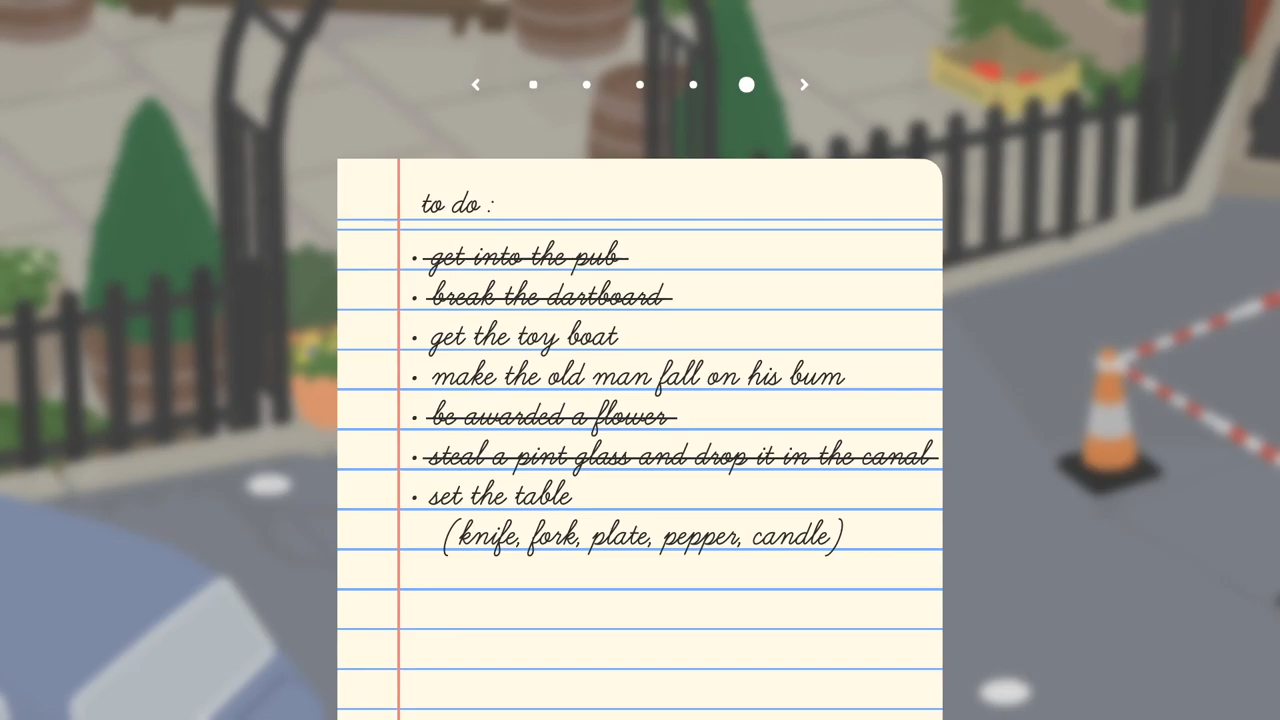 to do :
• get into the pub
• break the dartboard
• get the toy boat
• make the old man fall on his bum
• be awarded a flower
• steal a pint glass and drop it in the canal
• set the table
(knife, fork, plate, pepper, candle)